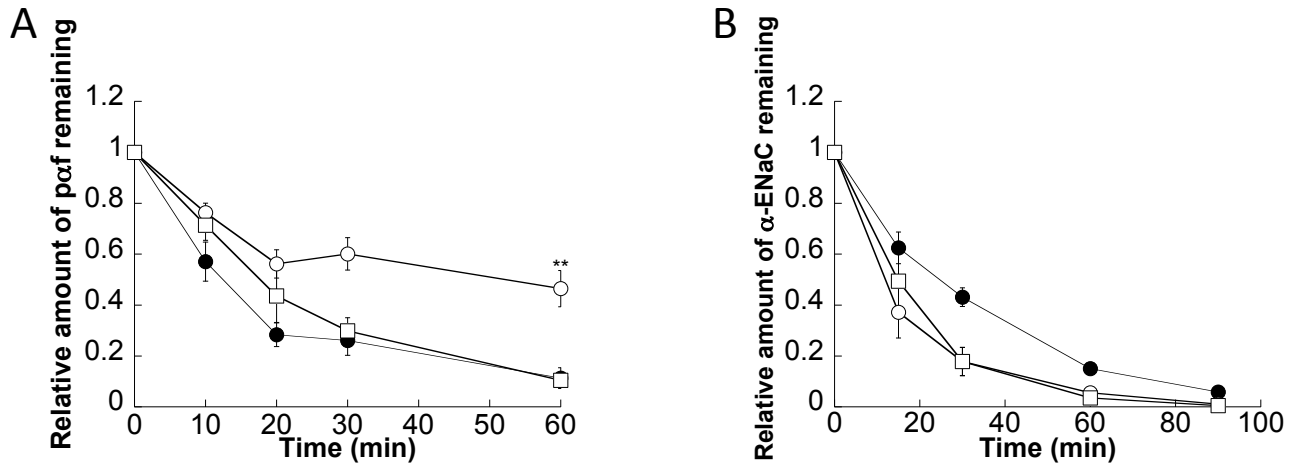 A
Relative amount of pαf remaining
1.2
1
0.8
0.6
0.4
0.2
0
**
0 10 20 30 40 50 60
Time (min)
B
Relative amount of α-ENaC remaining
1.2
1
0.8
0.6
0.4
0.2
0
0 20 40 60 80 100
Time (min)